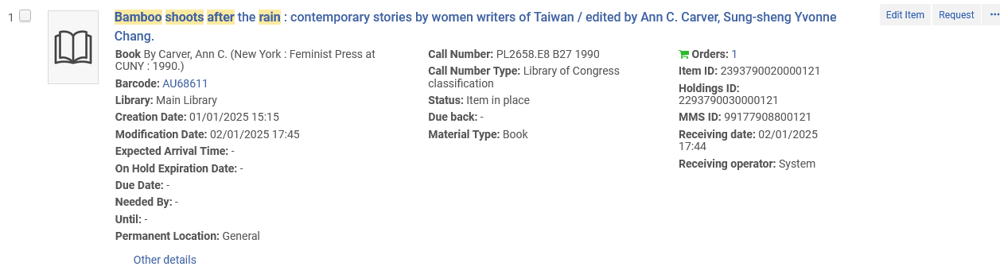 1
Bamboo shoots after the rain : contemporary stories by women writers of Taiwan / edited by Ann C. Carver, Sung-sheng Yvonne
Chang.
Edit Item
Request
...
Book By Carver, Ann C. (New York : Feminist Press at
CUNY : 1990.)
Barcode: AU68611
Library: Main Library
Creation Date: 01/01/2025 15:15
Modification Date: 02/01/2025 17:45
Expected Arrival Time: -
On Hold Expiration Date: -
Due Date: -
Needed By: -
Until: -
Permanent Location: General
Other details
Call Number: PL2658.E8 B27 1990
Call Number Type: Library of Congress
classification
Status: Item in place
Due back: -
Material Type: Book
Orders: 1
Item ID: 2393790020000121
Holdings ID:
2293790030000121
MMS ID: 99177908800121
Receiving date: 02/01/2025
17:44
Receiving operator: System